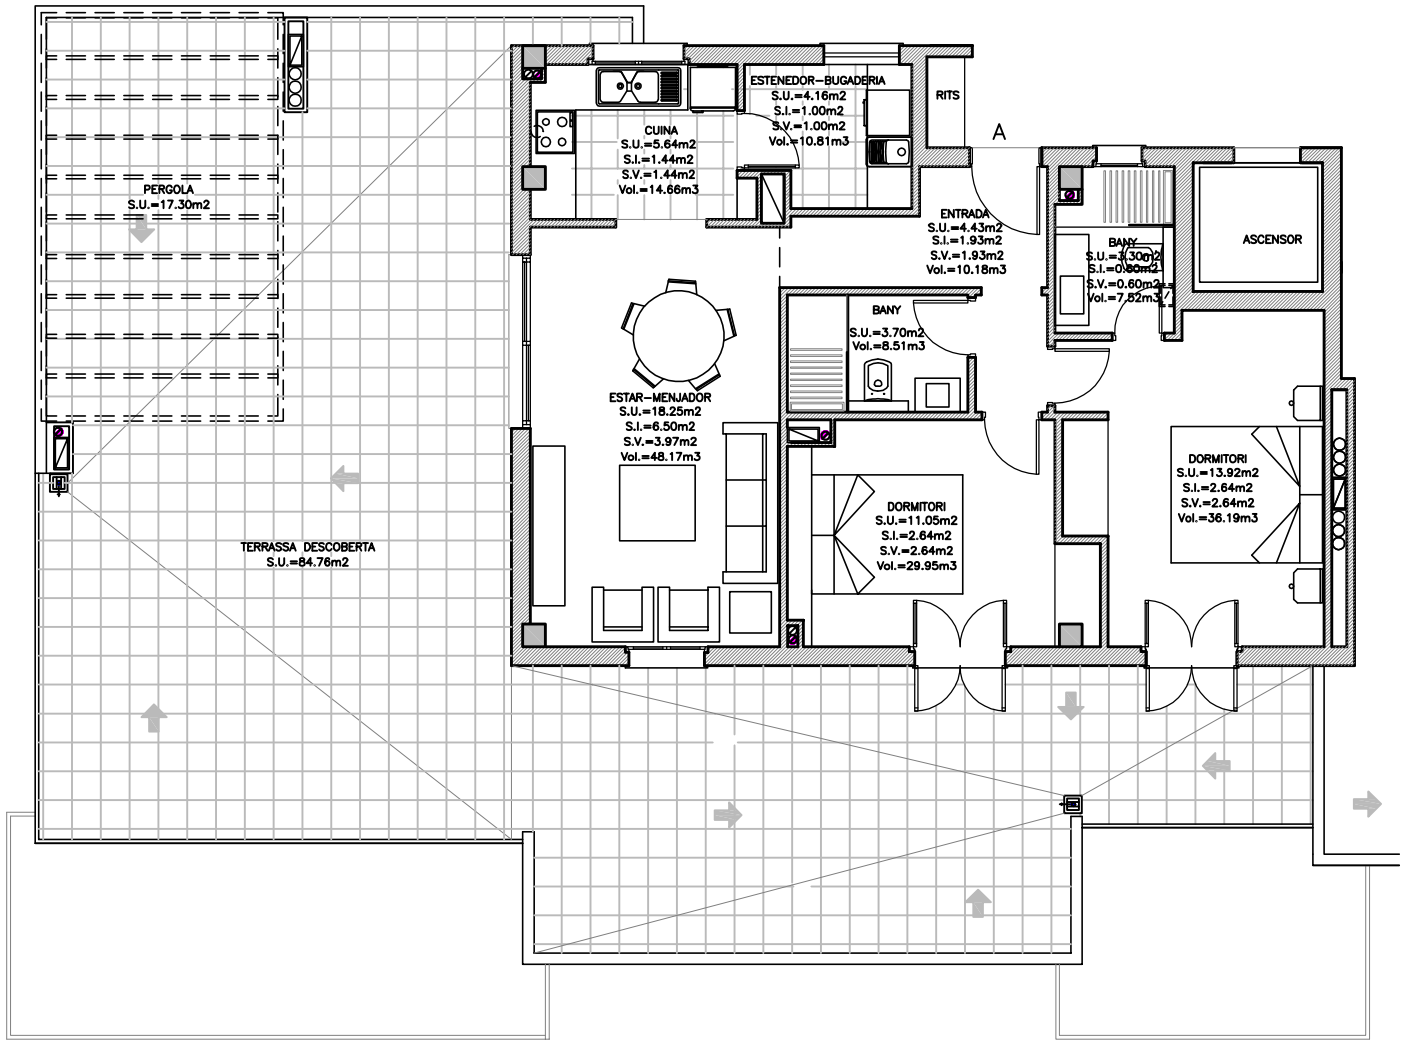 ESTENEDOR-BUGADERIA
S.U.=4.16m2
S.I.=1.00m2
S.V.=1.00m2
Vol.=10.81m3
RITS
A
CUINA
S.U.=5.64m2
S.I.=1.44m2
S.V.=1.44m2
Vol.=14.66m3
PERGOLA
S.U.=17.30m2
ENTRADA
S.U.=4.43m2
S.I.=1.93m2
S.V.=1.93m2
Vol.=10.18m3
BANY
S.U.=3.30m2
S.I.=0.60m2
S.V.=0.60m2
Vol.=7.52m3
ASCENSOR
BANY
S.U.=3.70m2
Vol.=8.51m3
ESTAR-MENJADOR
S.U.=18.25m2
S.I.=6.50m2
S.V.=3.97m2
Vol.=48.17m3
DORMITORI
S.U.=13.92m2
S.I.=2.64m2
S.V.=2.64m2
Vol.=36.19m3
DORMITORI
S.U.=11.05m2
S.I.=2.64m2
S.V.=2.64m2
Vol.=29.95m3
TERRASSA DESCOBERTA
S.U.=84.76m2